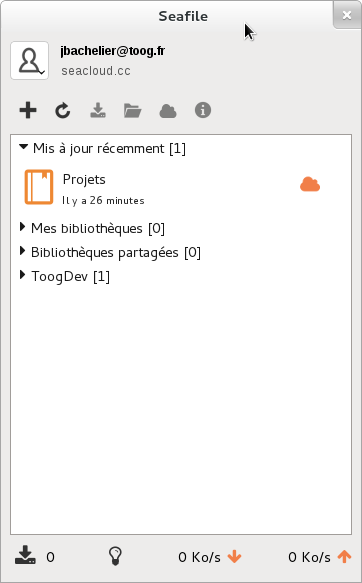 Seafile
jbachelier@toog.fr
seacloud.cc
Mis à jour récemment [1]
Projets
Il y a 26 minutes
Mes bibliothèques [0]
Bibliothèques partagées [0]
ToogDev [1]
0 0 Ko/s 0 Ko/s